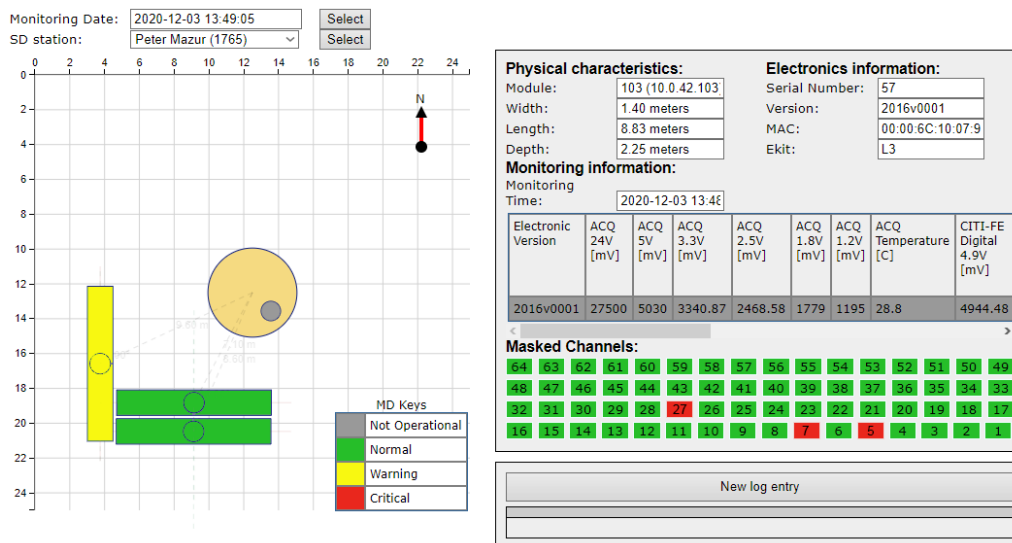 Monitoring Date: 2020-12-03 13:49:05 Select
SD station: Peter Mazur (1765) Select
0 2 4 6 8 10 12 14 16 18 20 22 24
0
2
4
6
8
10
12
14
16
18
20
22
24
N
MD Keys
Not Operational
Normal
Warning
Critical
Physical characteristics:
Module: 103 (10.0.42.103)
Width: 1.40 meters
Length: 8.83 meters
Depth: 2.25 meters
Electronics information:
Serial Number: 57
Version: 2016v0001
MAC: 00:00:6C:10:07:9
Ekit: L3
Monitoring information:
Monitoring
Time: 2020-12-03 13:48
Electronic Version ACQ 24V [mV] ACQ 5V [mV] ACQ 3.3V [mV] ACQ 2.5V [mV] ACQ 1.8V [mV] ACQ 1.2V [mV] ACQ Temperature [C] CITI-FE Digital 4.9V [mV]
2016v0001 27500 5030 3340.87 2468.58 1779 1195 28.8 4944.48
Masked Channels:
64 63 62 61 60 59 58 57 56 55 54 53 52 51 50 49
48 47 46 45 44 43 42 41 40 39 38 37 36 35 34 33
32 31 30 29 28 27 26 25 24 23 22 21 20 19 18 17
16 15 14 13 12 11 10 9 8 7 6 5 4 3 2 1
New log entry